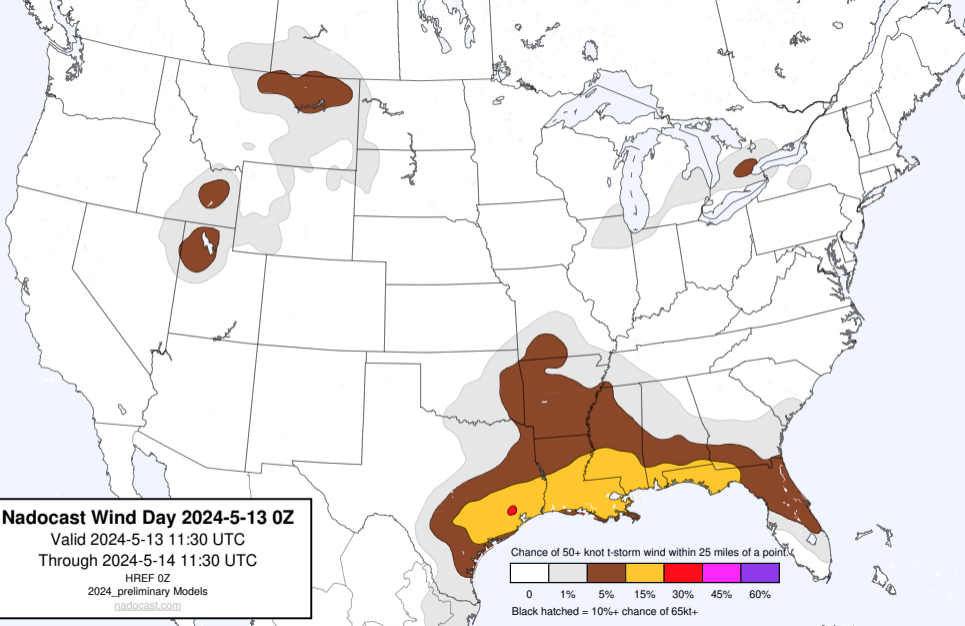 Nadocast Wind Day 2024-5-13 0Z
Valid 2024-5-13 11:30 UTC
Through 2024-5-14 11:30 UTC
HREF 0Z
2024_preliminary Models
nadocast.com
Chance of 50+ knot t-storm wind within 25 miles of a point.
0 1% 5% 15% 30% 45% 60%
Black hatched = 10%+ chance of 65kt+